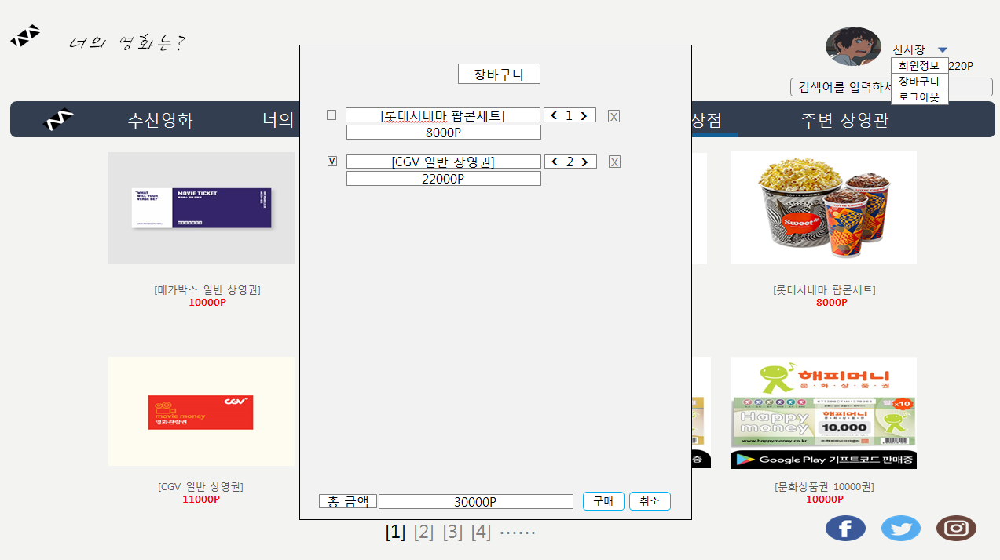 너의 영화는?
신사장
회원정보
220P
장바구니
로그아웃
검색어를 입력하세
추천영화
너의
상점
주변 상영관
장바구니
[롯데시네마 팝콘세트]
< 1 >
X
8000P
V
[CGV 일반 상영권]
< 2 >
X
22000P
총 금액
30000P
구매
취소
"WHAT
WILL YOUR
VERSE BE?"
MOVIE TICKET
[메가박스 일반 상영권]
10000P
LOTTE CINEMA
Sweet
[롯데시네마 팝콘세트]
8000P
CGV
movie money
영화관람권
[CGV 일반 상영권]
11000P
해피머니
문·화·상·품·권
x10
해피머니
Happy
money
10,000
www.happymoney.co.kr
중
Google Play 기프트코드 판매중
[문화상품권 10000권]
10000P
[1] [2] [3] [4] ······